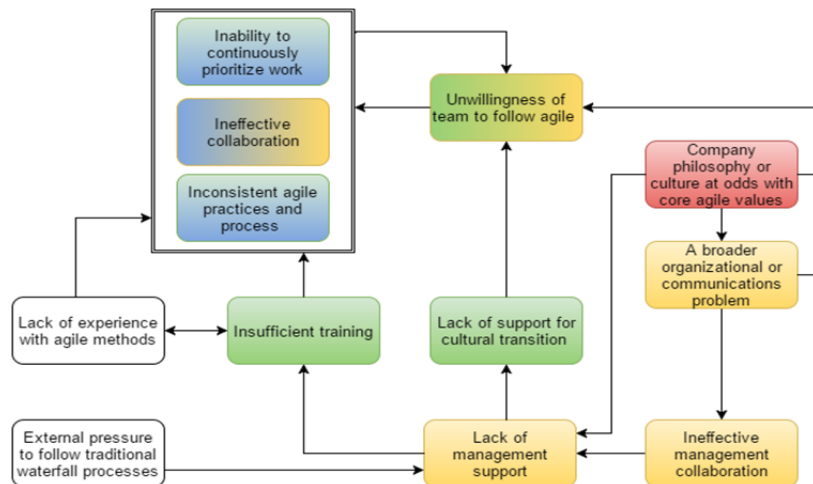 Inability to
continuously
prioritize work
Ineffective
collaboration
Inconsistent agile
practices and
process
Unwillingness of
team to follow agile
Company
philosophy or
culture at odds with
core agile values
A broader
organizational or
communications
problem
Lack of experience
with agile methods
Insufficient training
Lack of support for
cultural transition
External pressure
to follow traditional
waterfall processes
Lack of
management
support
Ineffective
management
collaboration